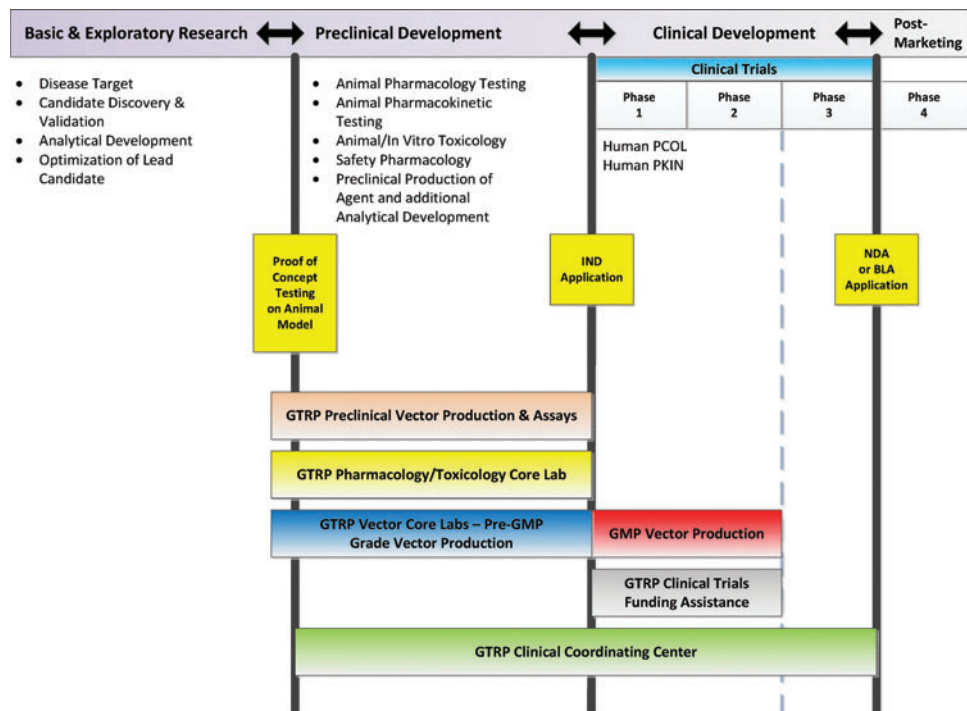 Basic & Exploratory Research
Preclinical Development
Clinical Development
Post-
Marketing
Clinical Trials
Phase
1
Phase
2
Phase
3
Phase
4
• Disease Target
• Candidate Discovery &
Validation
• Analytical Development
• Optimization of Lead
Candidate
• Animal Pharmacology Testing
• Animal Pharmacokinetic
Testing
• Animal/In Vitro Toxicology
• Safety Pharmacology
• Preclinical Production of
Agent and additional
Analytical Development
Human PCOL
Human PKIN
Proof of
Concept
Testing
on Animal
Model
IND
Application
NDA
or BLA
Application
GTRP Preclinical Vector Production & Assays
GTRP Pharmacology/Toxicology Core Lab
GTRP Vector Core Labs – Pre-GMP
Grade Vector Production
GMP Vector Production
GTRP Clinical Trials
Funding Assistance
GTRP Clinical Coordinating Center